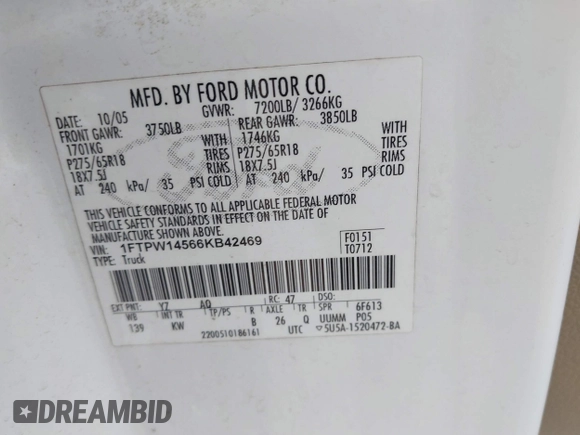 MFD. BY FORD MOTOR CO.
DATE: 10/05 GVWR: 7200LB/ 3266KG
FRONT GAWR: 3750LB REAR GAWR: 3850LB
1701KG WITH 1746KG WITH
P275/65R18 TIRES P275/65R18 TIRES
18X7.5J RIMS 18X7.5J RIMS
AT 240 kPa/ 35 PSI COLD AT 240 kPa/ 35 PSI COLD
THIS VEHICLE CONFORMS TO ALL APPLICABLE FEDERAL MOTOR
VEHICLE SAFETY STANDARDS IN EFFECT ON THE DATE OF
MANUFACTURE SHOWN ABOVE.
VIN: 1FTPW14566KB42469 F0151
TYPE: Truck T0712
EXT PNT: YZ AQ RC: 47 DSO:
WB INT TR TP/PS R AXLE TR SPR 6F613
139 KW B 26 Q UUMM P05
2200510186161 UTC 5U5A-1520472-BA
Ford
DREAMBID